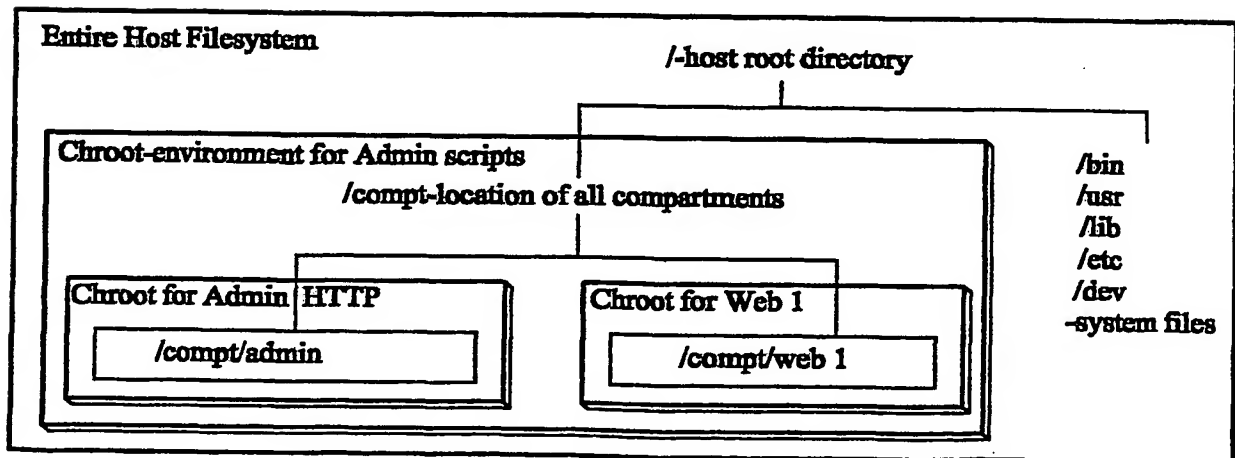 Entire Host Filesystem
/-host root directory
Chroot-environment for Admin scripts
/compt-location of all compartments
Chroot for Admin HTTP
/compt/admin
Chroot for Web 1
/compt/web 1
/bin
/usr
/lib
/etc
/dev
-system files